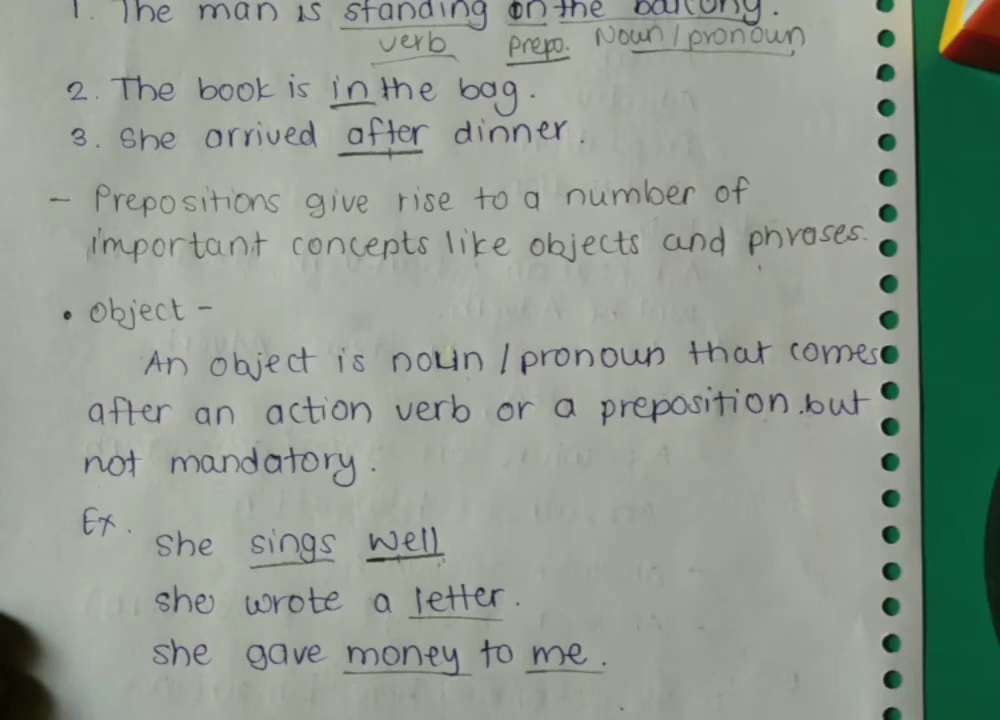 1. The man is standing on the balcony.
verb prepo. Noun/pronoun
2. The book is in the bag.
3. She arrived after dinner.
- Prepositions give rise to a number of
important concepts like objects and phrases.
• Object -
An object is noun/pronoun that comes
after an action verb or a preposition.but
not mandatory.
Ex. she sings well
she wrote a letter.
she gave money to me.